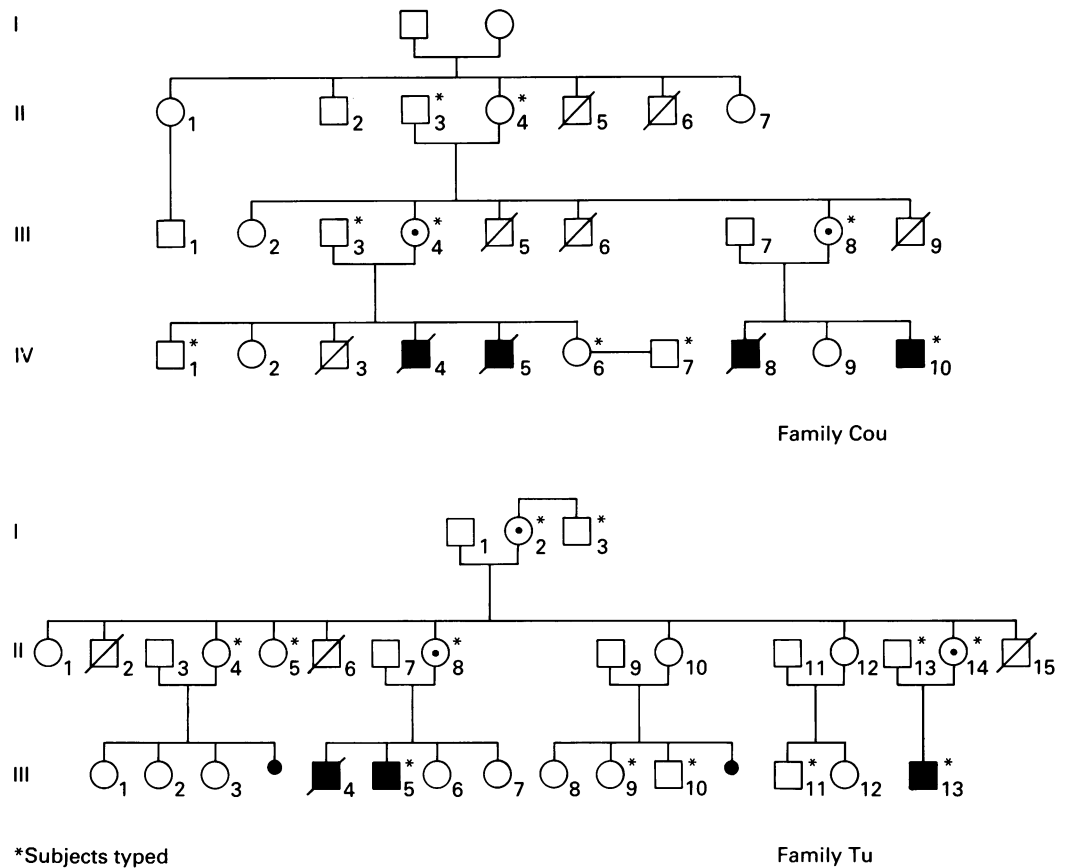 I
II 1 2 3* 4* 5 6 7
III 1 2 3* 4* 5 6 7 8* 9
IV 1* 2 3 4 5 6* 7* 8 9 10*
Family Cou
I 1 2* 3*
II 1 2 3 4* 5* 6 7 8* 9 10 11 12 13* 14* 15
III 1 2 3 4 5* 6 7 8 9* 10* 11* 12 13*
*Subjects typed Family Tu